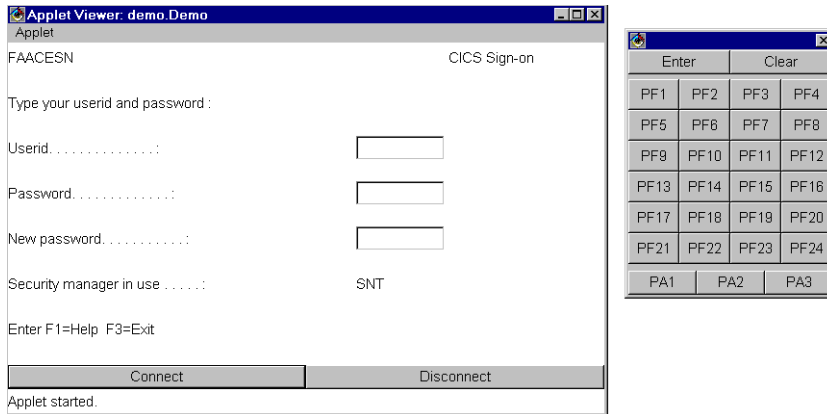 Applet Viewer: demo.Demo
Applet
FAACESN CICS Sign-on
Type your userid and password :
Userid. . . . . . . . . . . . . . :
Password. . . . . . . . . . . . . :
New password. . . . . . . . . . . :
Security manager in use . . . . . : SNT
Enter F1=Help F3=Exit
Connect Disconnect
Applet started.
Enter Clear
PF1 PF2 PF3 PF4
PF5 PF6 PF7 PF8
PF9 PF10 PF11 PF12
PF13 PF14 PF15 PF16
PF17 PF18 PF19 PF20
PF21 PF22 PF23 PF24
PA1 PA2 PA3